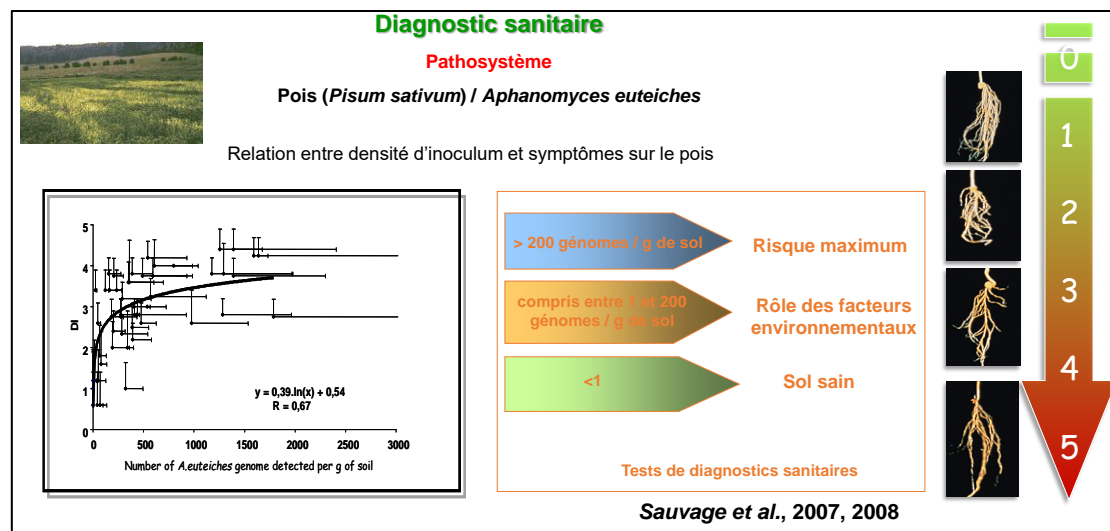 Diagnostic sanitaire
Pathosystème
Pois (Pisum sativum) / Aphanomyces euteiches
Relation entre densité d'inoculum et symptômes sur le pois
DI
5
4
3
2
1
0
y = 0,39.ln(x) + 0,54
R = 0,67
0 500 1000 1500 2000 2500 3000
Number of A.euteiches genome detected per g of soil
> 200 génomes / g de sol
Risque maximum
compris entre 1 et 200
génomes / g de sol
Rôle des facteurs
environnementaux
<1
Sol sain
Tests de diagnostics sanitaires
Sauvage et al., 2007, 2008
0
1
2
3
4
5